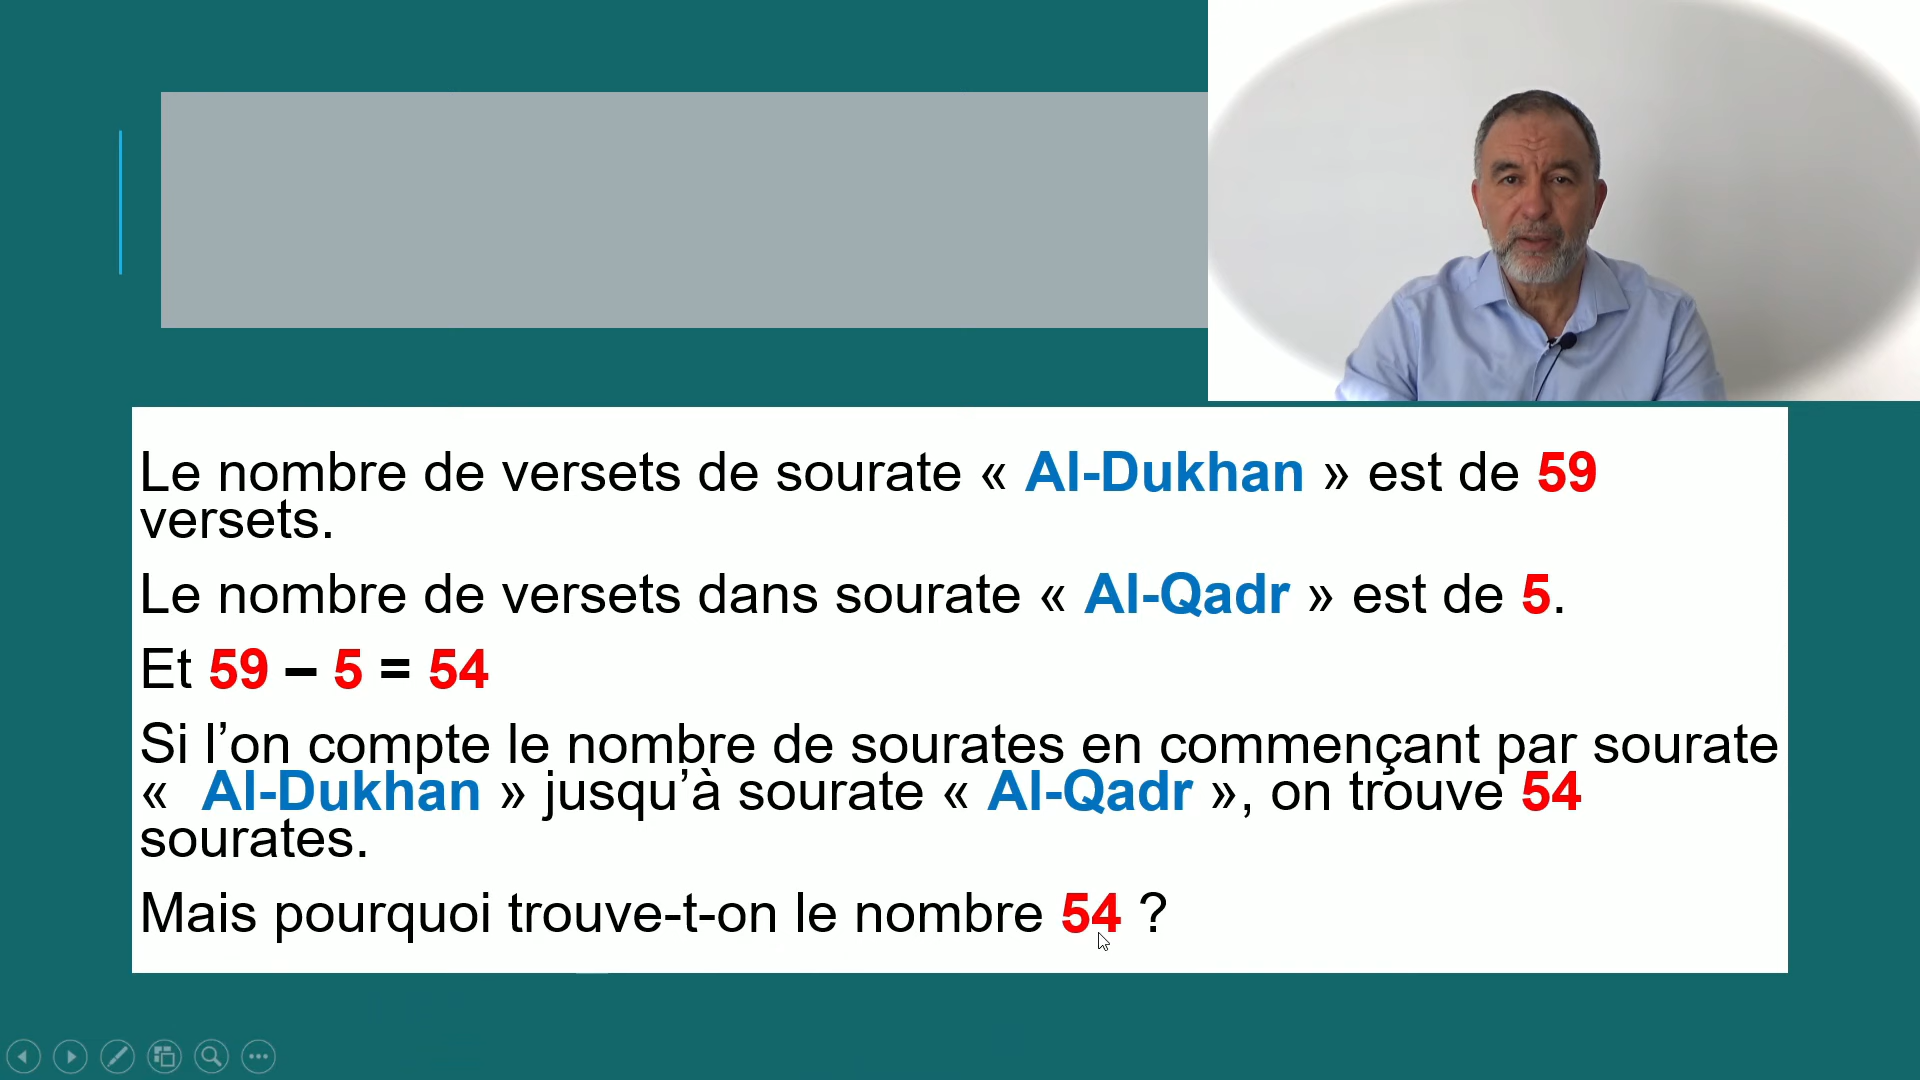 Le nombre de versets de sourate « Al-Dukhan » est de 59
versets.
Le nombre de versets dans sourate « Al-Qadr » est de 5.
Et 59 – 5 = 54
Si l’on compte le nombre de sourates en commençant par sourate
« Al-Dukhan » jusqu’à sourate « Al-Qadr », on trouve 54
sourates.
Mais pourquoi trouve-t-on le nombre 54 ?